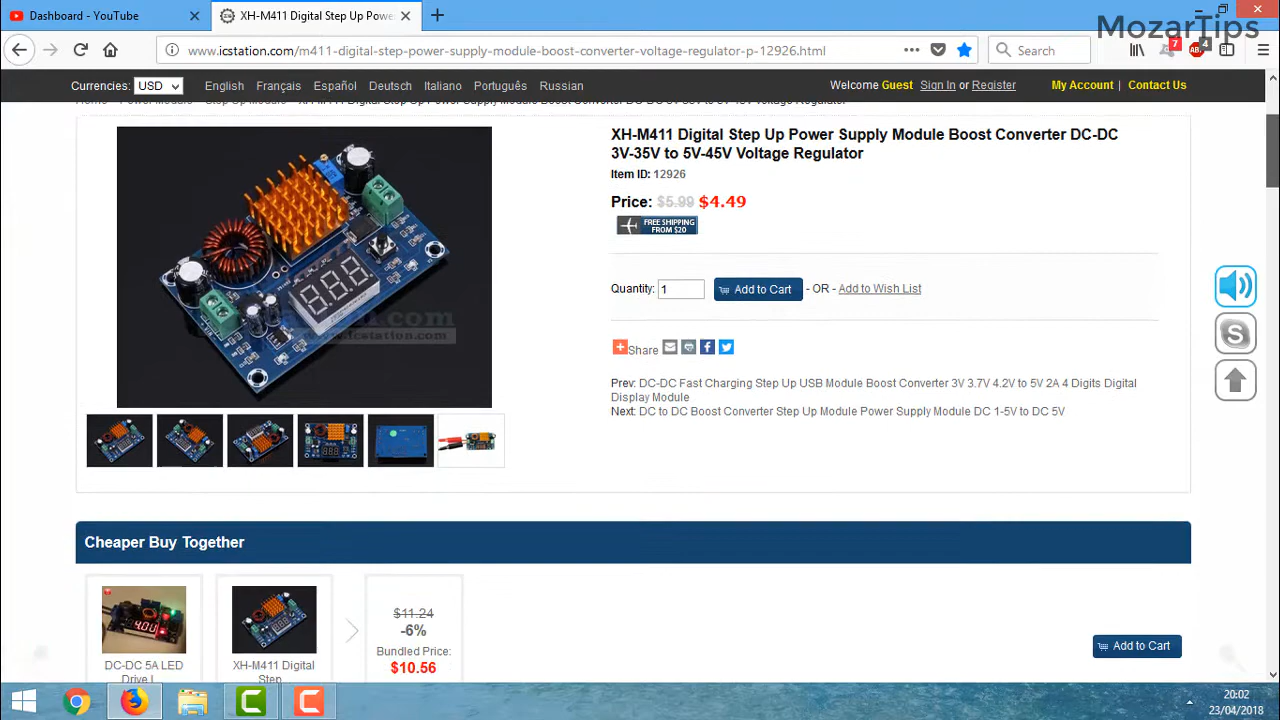 Dashboard - YouTube
XH-M411 Digital Step Up Powe
MozarTips
www.icstation.com/m411-digital-step-power-supply-module-boost-converter-voltage-regulator-p-12926.html
Search
7
4
Currencies: USD English Français Español Deutsch Italiano Português Russian
Welcome Guest Sign In or Register My Account | Contact Us
XH-M411 Digital Step Up Power Supply Module Boost Converter DC-DC
3V-35V to 5V-45V Voltage Regulator
Item ID: 12926
Price: $5.99 $4.49
FREE SHIPPING
FROM $20
Quantity: 1 Add to Cart - OR - Add to Wish List
Share
Prev: DC-DC Fast Charging Step Up USB Module Boost Converter 3V 3.7V 4.2V to 5V 2A 4 Digits Digital
Display Module
Next: DC to DC Boost Converter Step Up Module Power Supply Module DC 1-5V to DC 5V
www.icstation.com
Cheaper Buy Together
DC-DC 5A LED
Drive L
XH-M411 Digital
Step
$11.24
-6%
Bundled Price:
$10.56
Add to Cart
20:02
23/04/2018